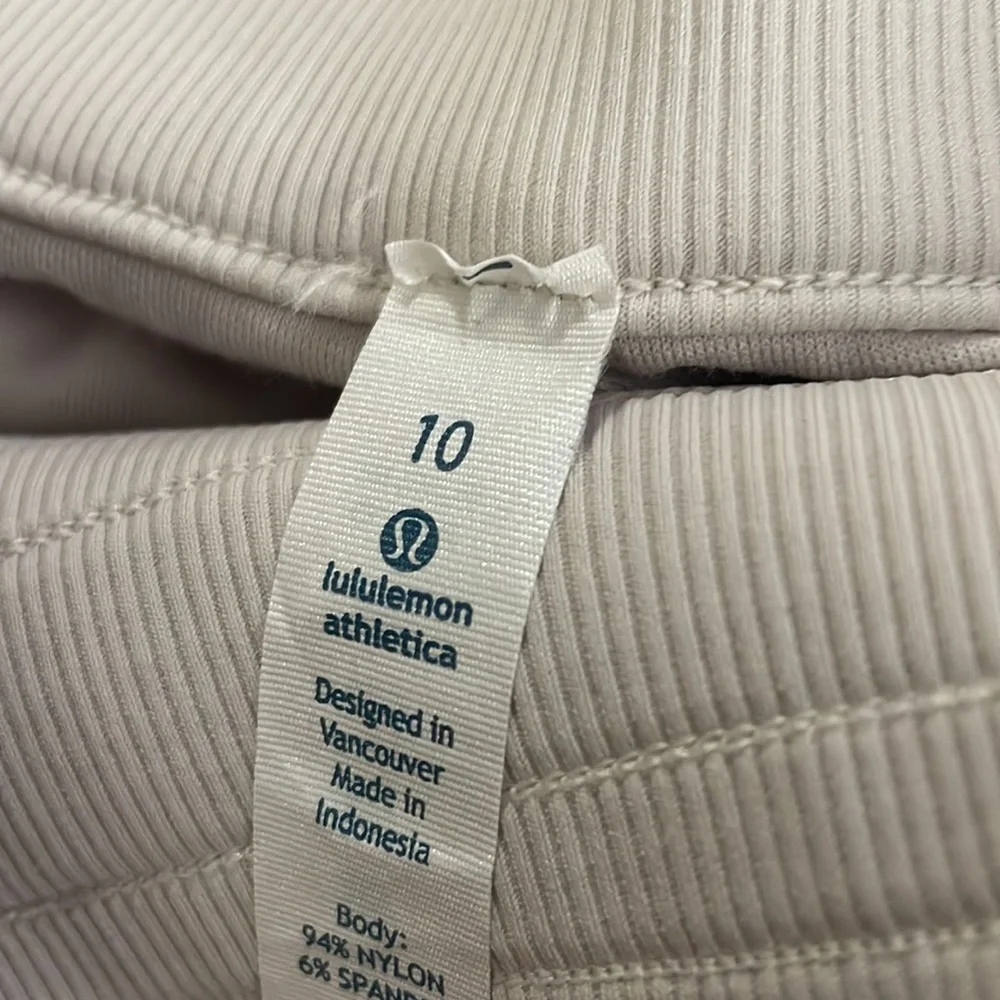 10
lululemon
athletica
Designed in
Vancouver
Made in
Indonesia
Body:
94% NYLON
6%